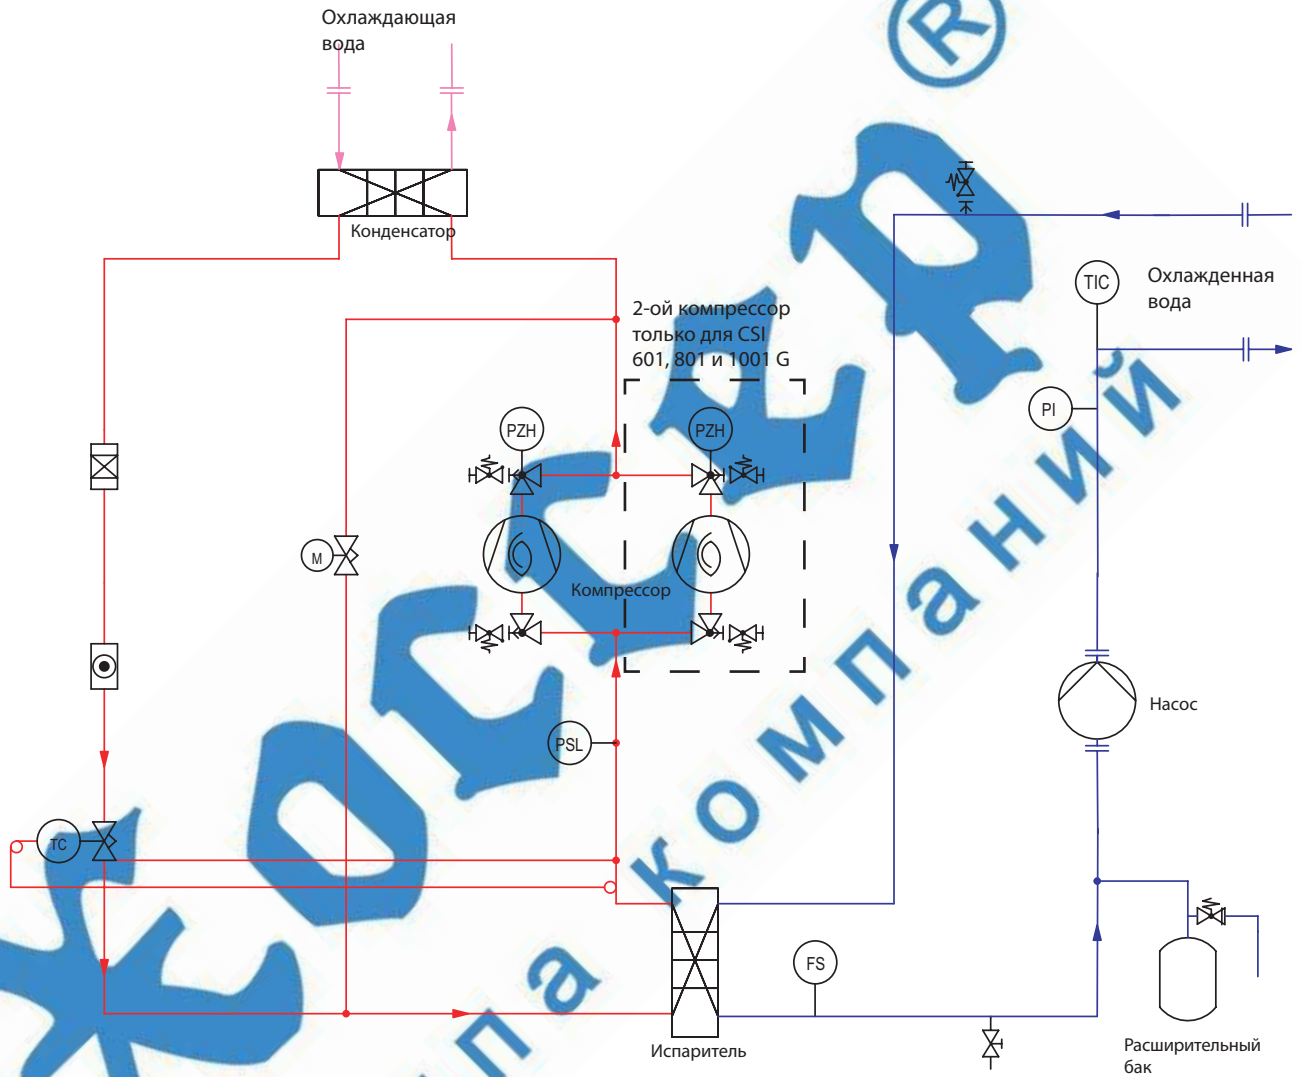 Охлаждающая
вода
®
Конденсатор
TIC
Охлажденная
вода
2-ой компрессор
только для CSI
601, 801 и 1001 G
PI
PZH
PZH
M
Компрессор
Насос
PSL
TC
FS
Испаритель
Расширительный
бак
компаний